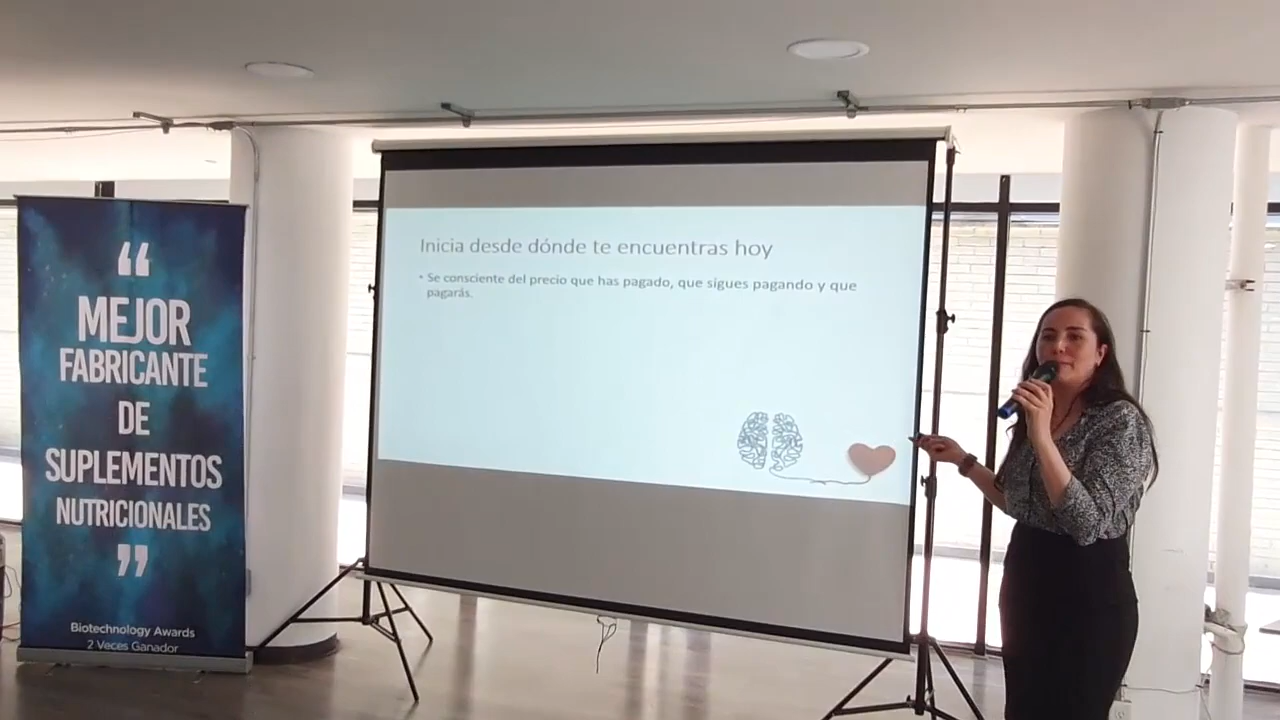 “
MEJOR
FABRICANTE
DE
SUPLEMENTOS
NUTRICIONALES
”
Biotechnology Awards
2 Veces Ganador
Inicia desde dónde te encuentras hoy
• Se consciente del precio que has pagado, que sigues pagando y que
pagarás.